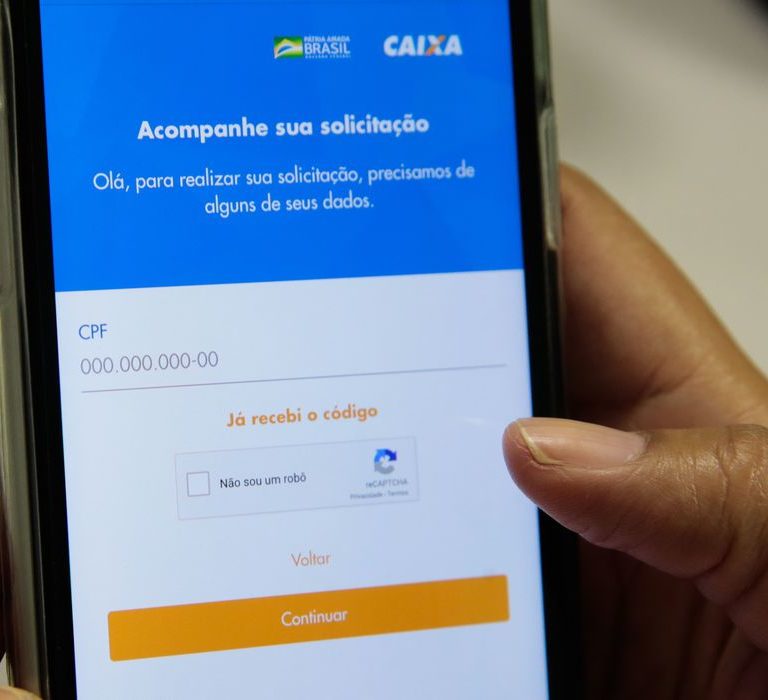 PÁTRIA AMADA
BRASIL
GOVERNO FEDERAL
CAIXA
Acompanhe sua solicitação
Olá, para realizar sua solicitação, precisamos de
alguns de seus dados.
CPF
000.000.000-00
Já recebi o código
Não sou um robô
reCAPTCHA
Privacidade - Termos
Voltar
Continuar